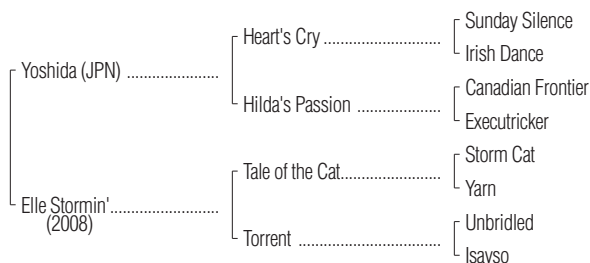 Sunday Silence
Heart's Cry
Irish Dance
Yoshida (JPN)
Canadian Frontier
Hilda's Passion
Executricker
Storm Cat
Tale of the Cat
Yarn
Elle Stormin'
(2008)
Unbridled
Torrent
Isayso